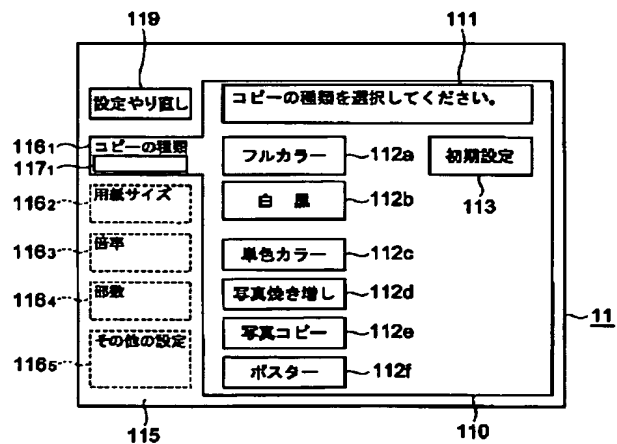 119
111
設定やり直し
コピーの種類を選択してください。
116₁
コピーの種類
117₁
フルカラー
112a
初期設定
113
116₂
用紙サイズ
白 黒
112b
116₃
倍率
単色カラー
112c
116₄
部数
写真焼き増し
112d
116₅
その他の設定
写真コピー
112e
11
ポスター
112f
115
110